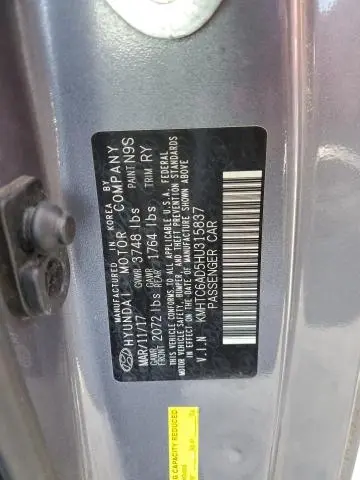 MANUFACTURED IN KOREA BY
HYUNDAI MOTOR COMPANY
MAR/11/17 GVWR 3748 lbs PAINT N9S
GAWR FRONT 2072 lbs GAWR REAR 1764 lbs TRIM RY
THIS VEHICLE CONFORMS TO ALL APPLICABLE U.S.A. FEDERAL
MOTOR VEHICLE SAFETY, BUMPER, AND THEFT PREVENTION STANDARDS
IN EFFECT ON THE DATE OF MANUFACTURE SHOWN ABOVE.
V.I.N KMHTC6AD5HU315837
PASSENGER CAR
G CAPACITY REDUCED